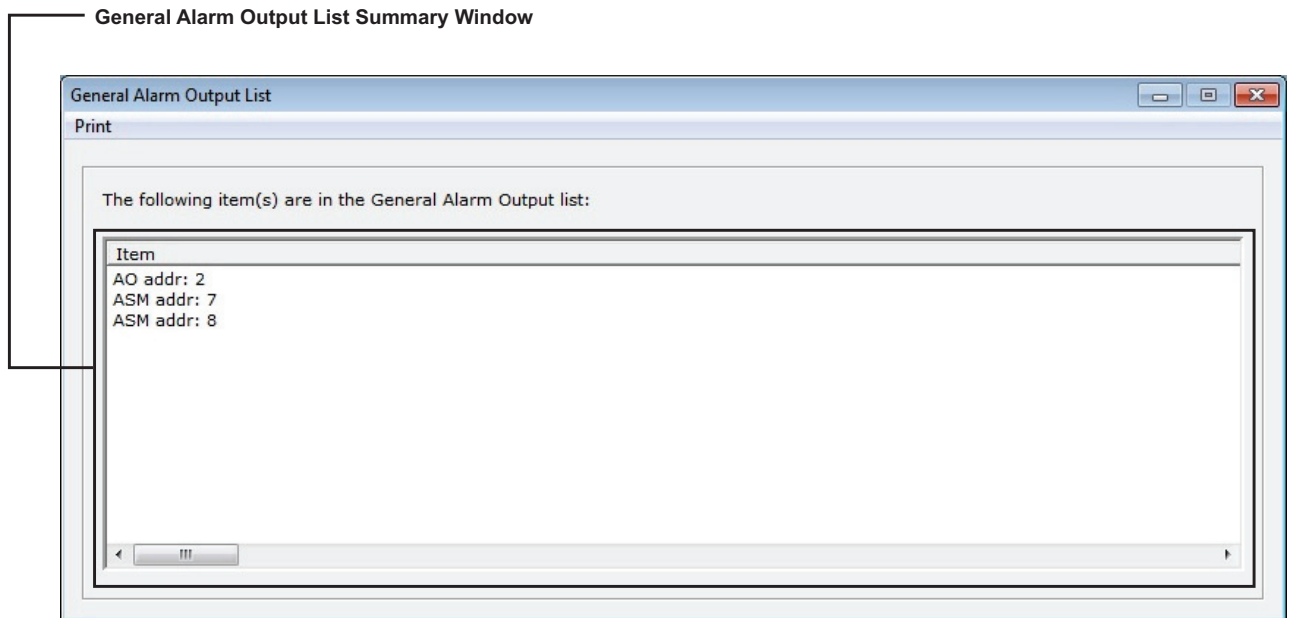 General Alarm Output List Summary Window
General Alarm Output List
Print
The following item(s) are in the General Alarm Output list:
Item
AO addr: 2
ASM addr: 7
ASM addr: 8